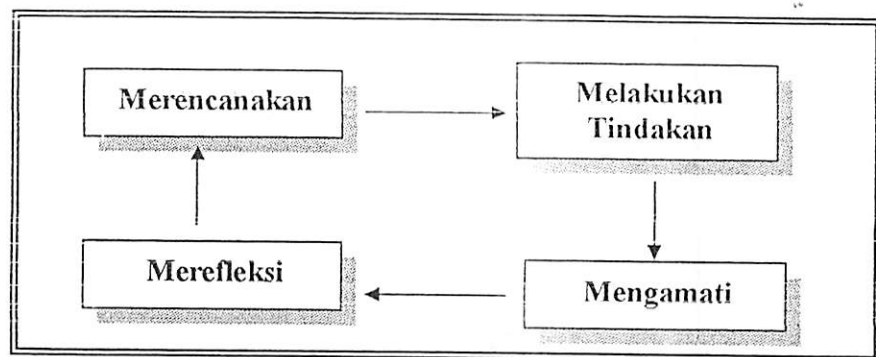 Merencanakan
Melakukan
Tindakan
Merefleksi
Mengamati